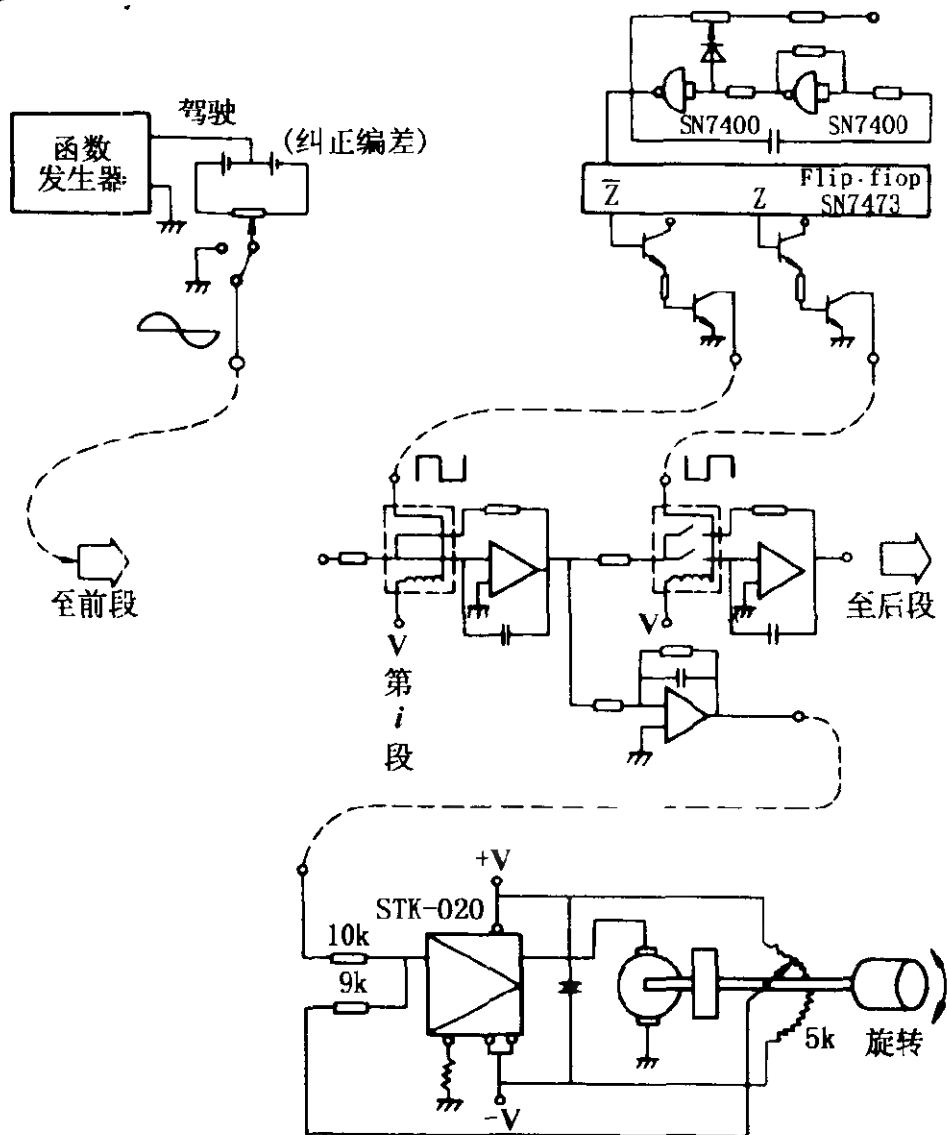 函数
发生器
驾驶
(纠正编差)
SN7400
SN7400
Z̅
Z
Flip·fiop
SN7473
至前段
V
第
i
段
V
至后段
+V
STK-020
10k
9k
5k
旋转
-V